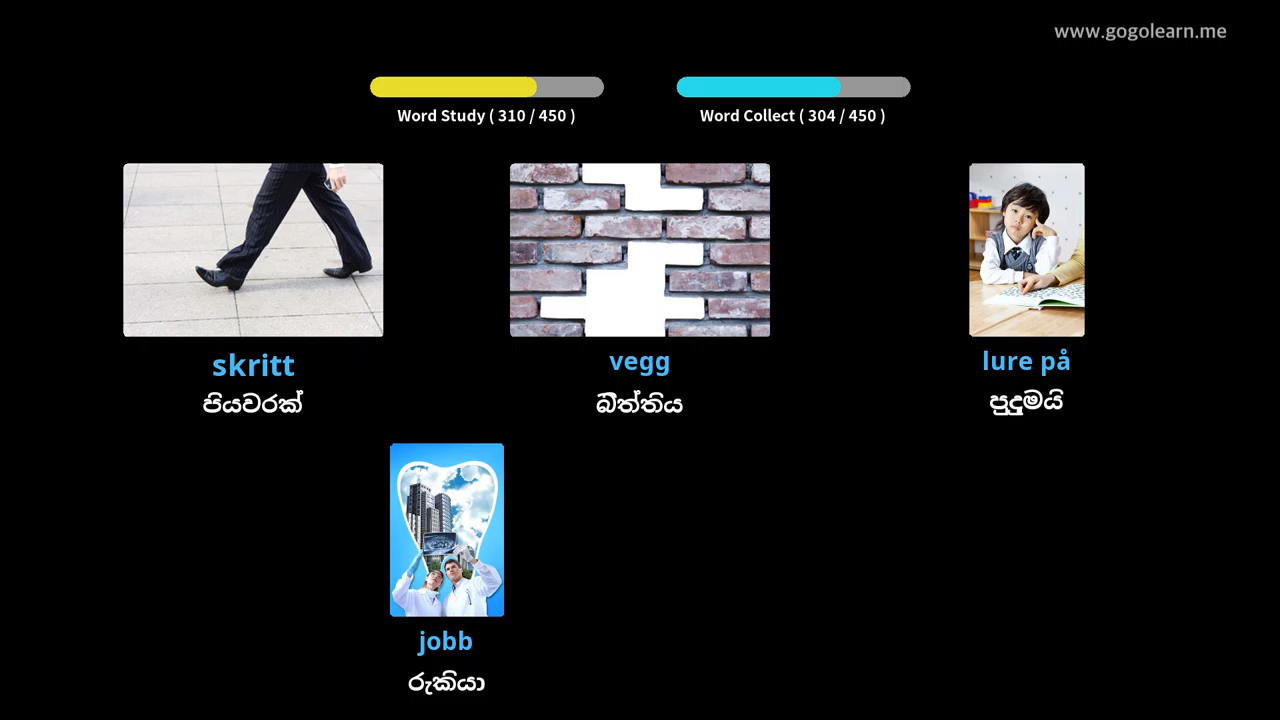 www.gogolearn.me
Word Study ( 310 / 450 )
Word Collect ( 304 / 450 )
skritt
පියවරක්
vegg
බිත්තිය
lure på
පුදුමයි
jobb
රුකියා